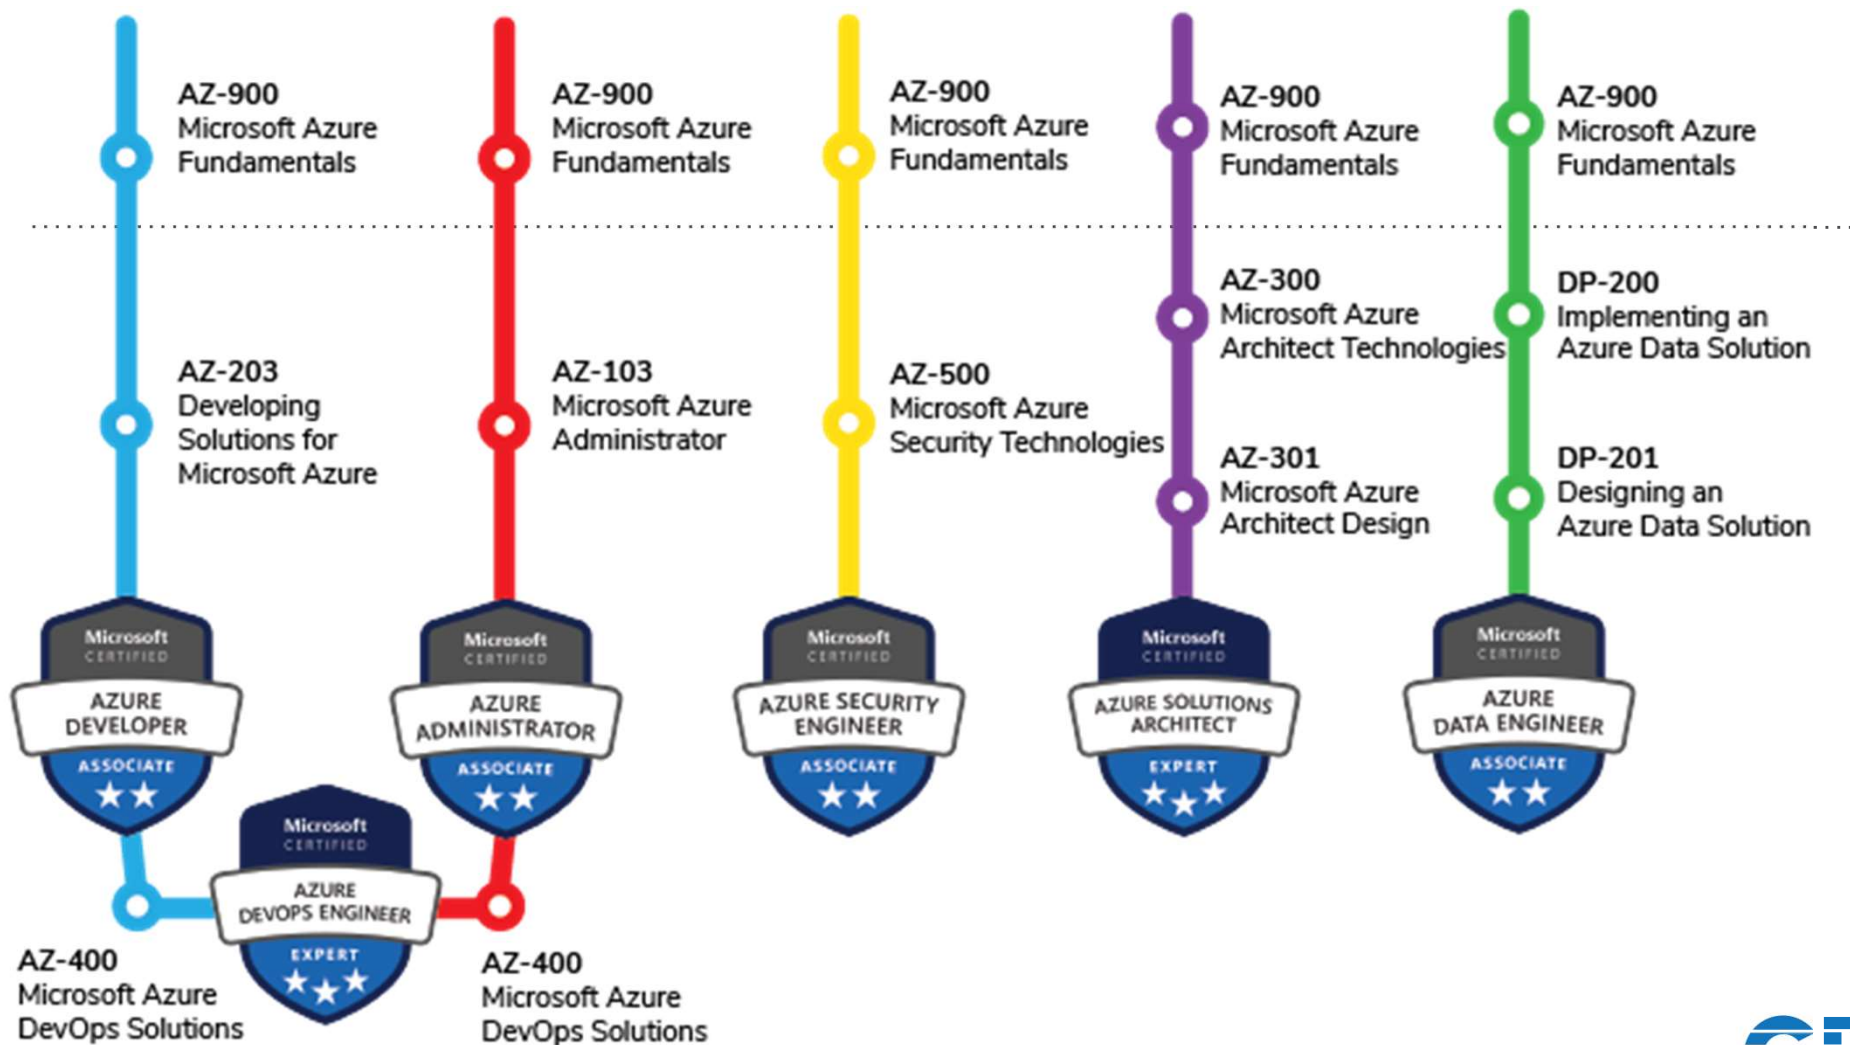 AZ-900
Microsoft Azure
Fundamentals
AZ-900
Microsoft Azure
Fundamentals
AZ-900
Microsoft Azure
Fundamentals
AZ-900
Microsoft Azure
Fundamentals
AZ-900
Microsoft Azure
Fundamentals
AZ-203
Developing
Solutions for
Microsoft Azure
AZ-103
Microsoft Azure
Administrator
AZ-500
Microsoft Azure
Security Technologies
AZ-300
Microsoft Azure
Architect Technologies
AZ-301
Microsoft Azure
Architect Design
DP-200
Implementing an
Azure Data Solution
DP-201
Designing an
Azure Data Solution
Microsoft
CERTIFIED
AZURE
DEVELOPER
ASSOCIATE
Microsoft
CERTIFIED
AZURE
ADMINISTRATOR
ASSOCIATE
Microsoft
CERTIFIED
AZURE SECURITY
ENGINEER
ASSOCIATE
Microsoft
CERTIFIED
AZURE SOLUTIONS
ARCHITECT
EXPERT
Microsoft
CERTIFIED
AZURE
DATA ENGINEER
ASSOCIATE
Microsoft
CERTIFIED
AZURE
DEVOPS ENGINEER
EXPERT
AZ-400
Microsoft Azure
DevOps Solutions
AZ-400
Microsoft Azure
DevOps Solutions